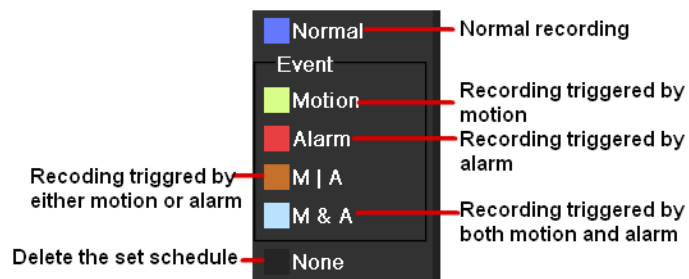 Normal
Normal recording
Event
Motion
Recording triggered by
motion
Alarm
Recording triggered by
alarm
Recoding triggred by
either motion or alarm
M | A
M & A
Recording triggered by
both motion and alarm
Delete the set schedule
None